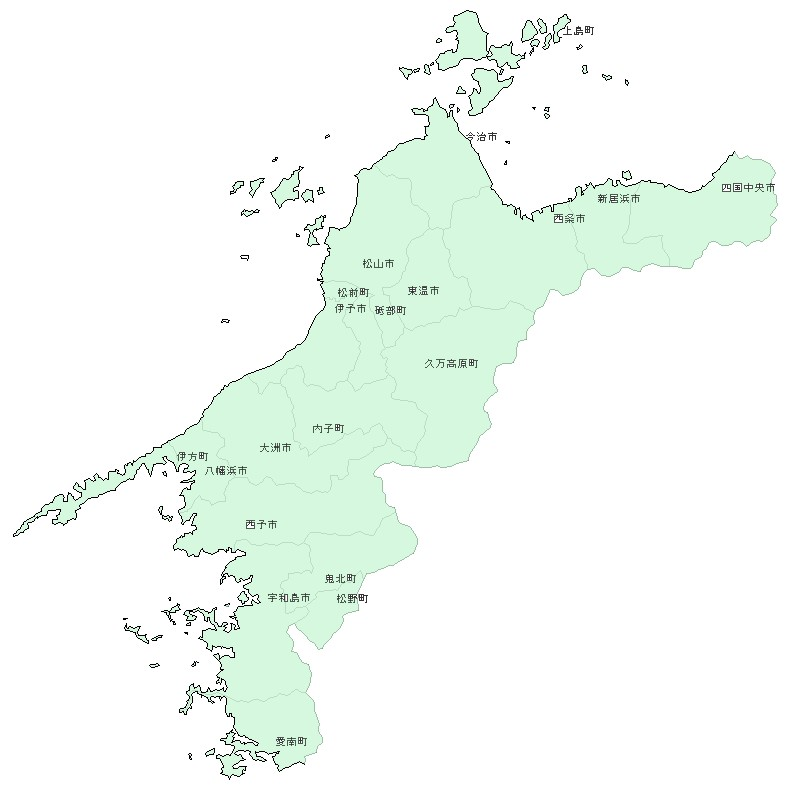 上島町
今治市
四国中央市
新居浜市
西条市
松山市
東温市
松前町
伊予市
砥部町
久万高原町
内子町
大洲市
伊方町
八幡浜市
西予市
鬼北町
宇和島市
松野町
愛南町